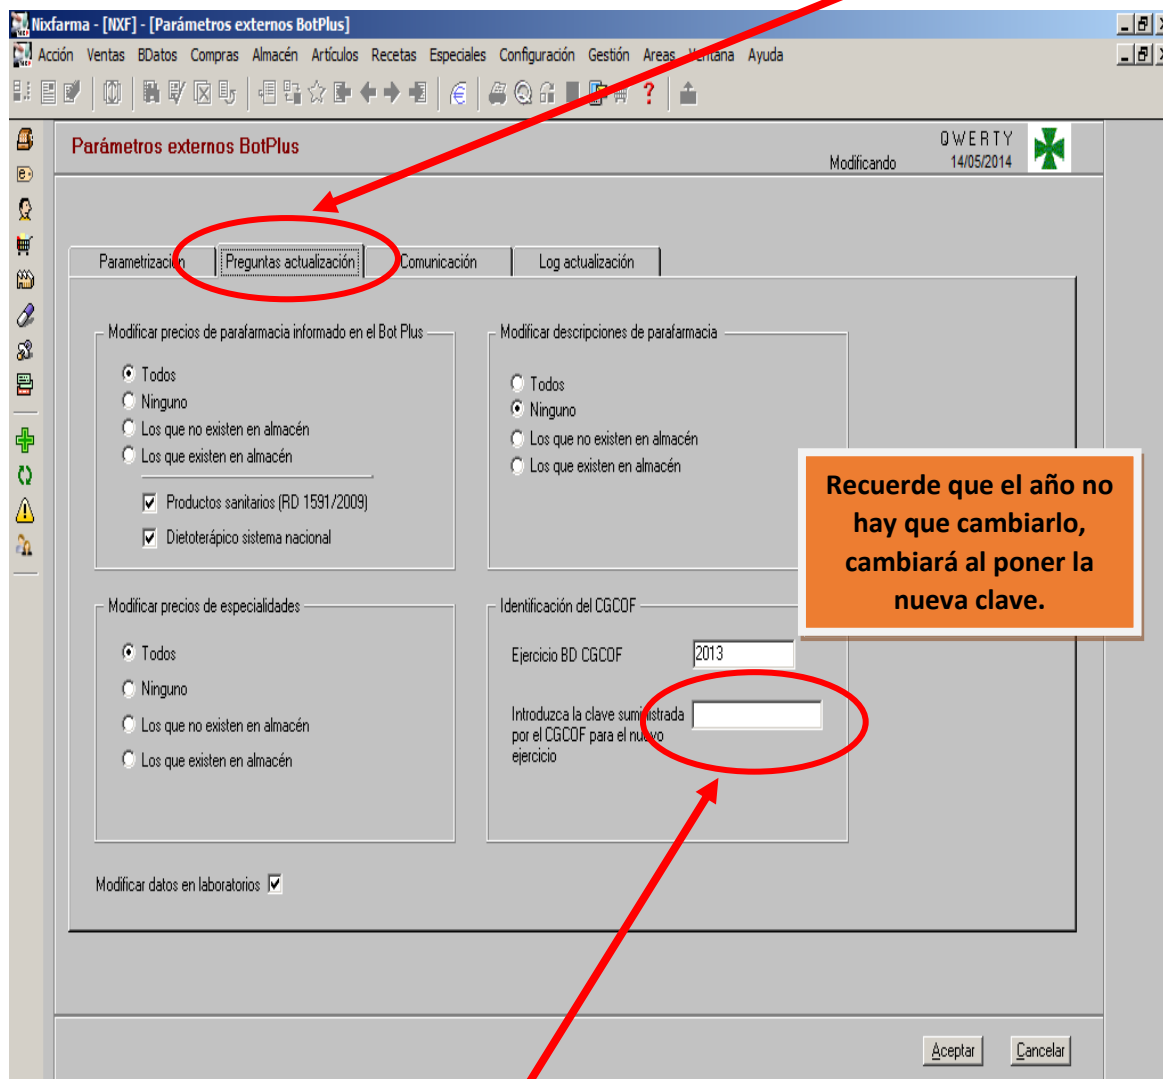 Nixfarma - [NXF] - [Parámetros externos BotPlus]
Acción Ventas BDatos Compras Almacén Artículos Recetas Especiales Configuración Gestión Areas Ventana Ayuda
Parámetros externos BotPlus
QWERTY
Modificando 14/05/2014
Parametrización Preguntas actualización Comunicación Log actualización
Modificar precios de parafarmacia informado en el Bot Plus
Todos
Ninguno
Los que no existen en almacén
Los que existen en almacén
Productos sanitarios (RD 1591/2009)
Dietoterápico sistema nacional
Modificar descripciones de parafarmacia
Todos
Ninguno
Los que no existen en almacén
Los que existen en almacén
Recuerde que el año no
hay que cambiarlo,
cambiará al poner la
nueva clave.
Modificar precios de especialidades
Todos
Ninguno
Los que no existen en almacén
Los que existen en almacén
Identificación del CGCOF
Ejercicio BD CGCOF 2013
Introduzca la clave suministrada
por el CGCOF para el nuevo
ejercicio
Modificar datos en laboratorios
Aceptar Cancelar